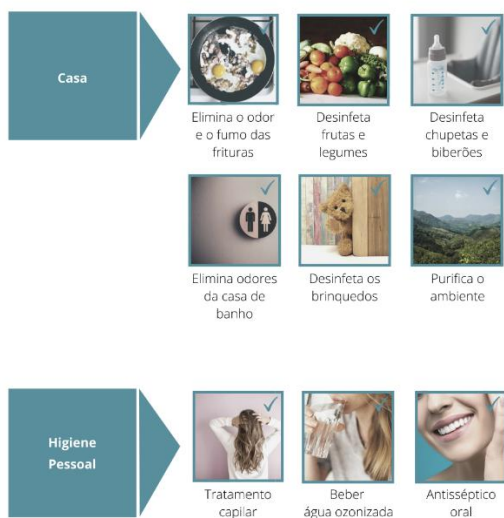 Casa
Elimina o odor
e o fumo das
frituras
Desinfeta
frutas e
legumes
Desinfeta
chupetas e
biberões
Elimina odores
da casa de
banho
Desinfeta os
brinquedos
Purifica o
ambiente
Higiene
Pessoal
Tratamento
capilar
Beber
água ozonizada
Antisséptico
oral